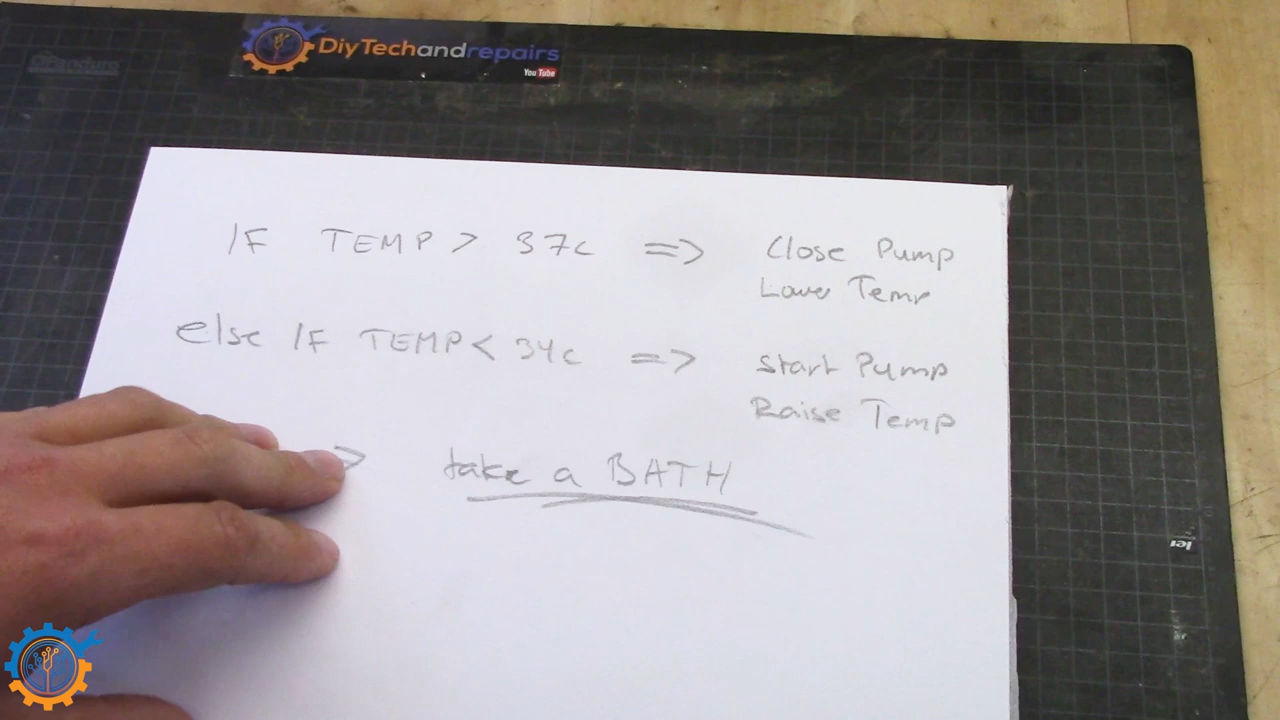 DiyTechandrepairs
YouTube
IF TEMP > 37c => Close Pump
Lower Temp
else IF TEMP < 34c => Start Pump
Raise Temp
> take a BATH